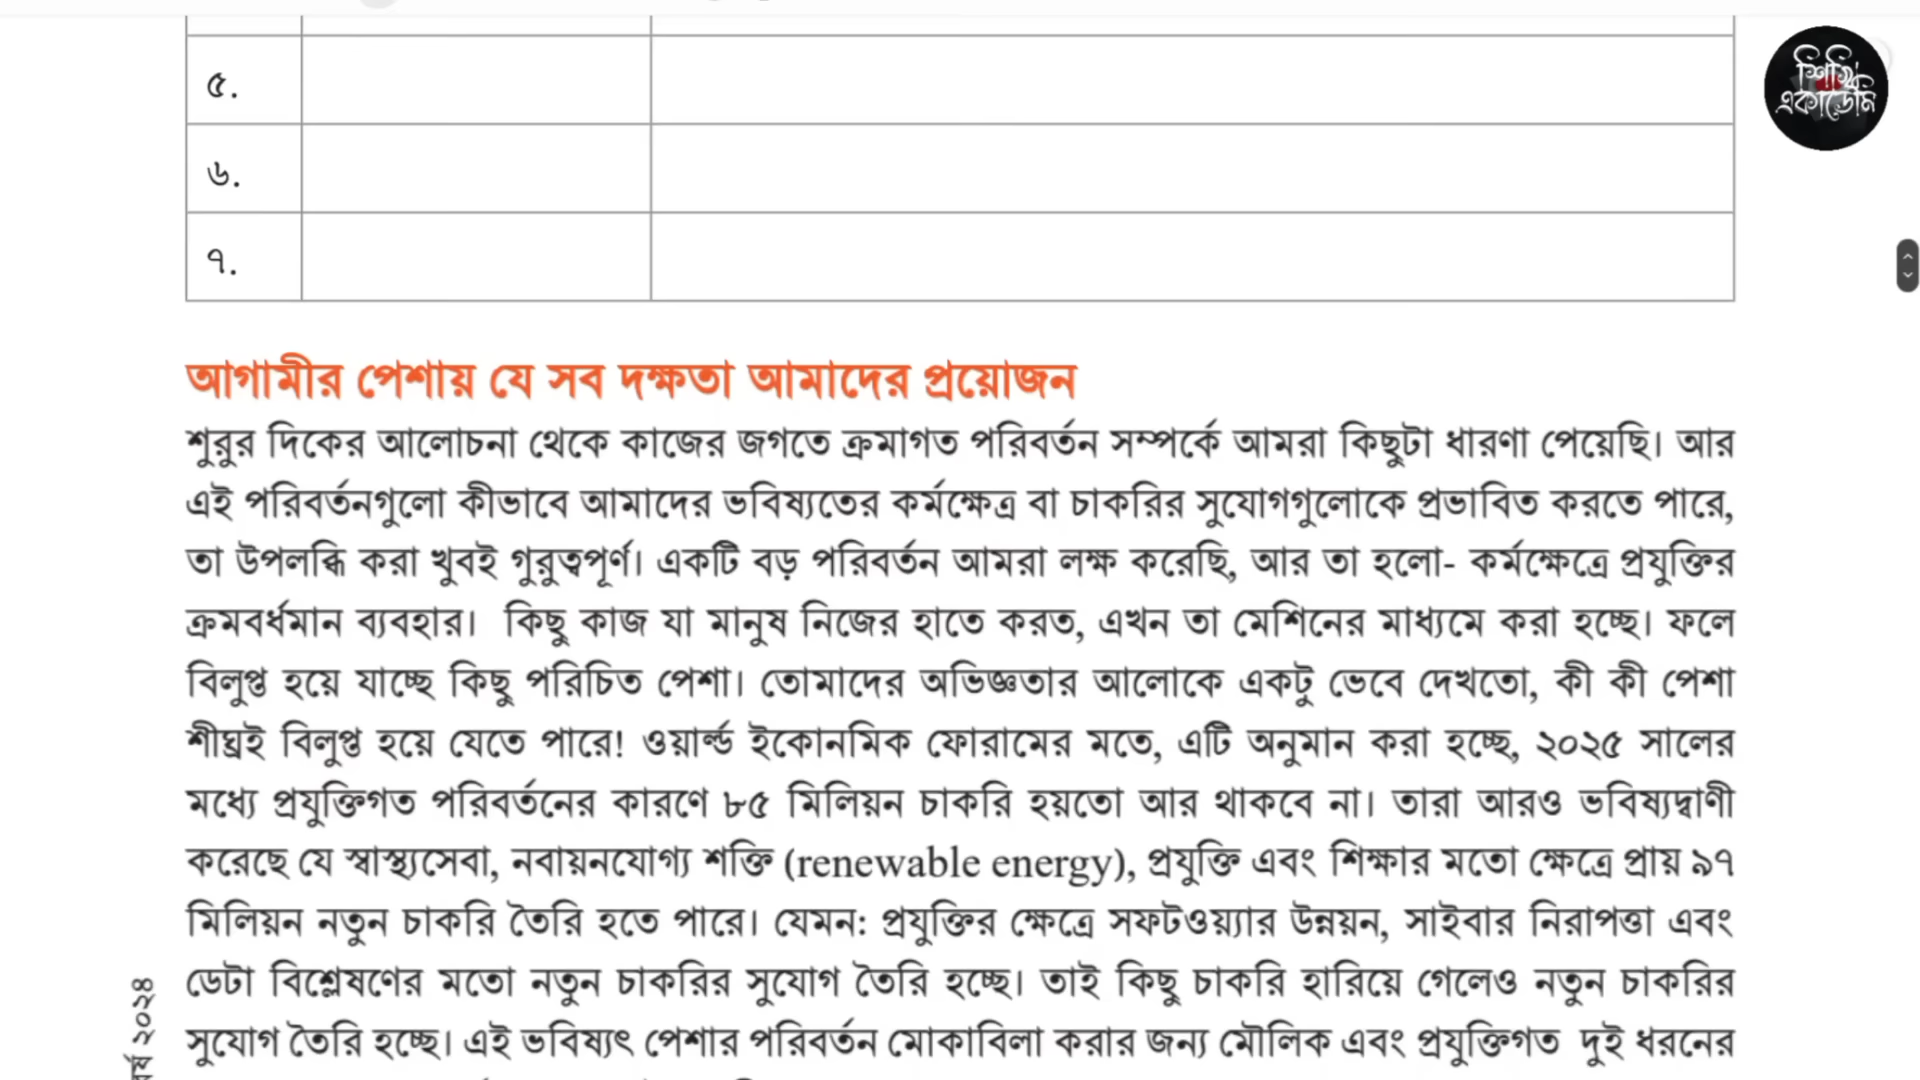 শিখি
একাডেমি
৫.
৬.
৭.
আগামীর পেশায় যে সব দক্ষতা আমাদের প্রয়োজন
শুরুর দিকের আলোচনা থেকে কাজের জগতে ক্রমাগত পরিবর্তন সম্পর্কে আমরা কিছুটা ধারণা পেয়েছি। আর
এই পরিবর্তনগুলো কীভাবে আমাদের ভবিষ্যতের কর্মক্ষেত্র বা চাকরির সুযোগগুলোকে প্রভাবিত করতে পারে,
তা উপলব্ধি করা খুবই গুরুত্বপূর্ণ। একটি বড় পরিবর্তন আমরা লক্ষ করেছি, আর তা হলো- কর্মক্ষেত্রে প্রযুক্তির
ক্রমবর্ধমান ব্যবহার। কিছু কাজ যা মানুষ নিজের হাতে করত, এখন তা মেশিনের মাধ্যমে করা হচ্ছে। ফলে
বিলুপ্ত হয়ে যাচ্ছে কিছু পরিচিত পেশা। তোমাদের অভিজ্ঞতার আলোকে একটু ভেবে দেখতো, কী কী পেশা
শীঘ্রই বিলুপ্ত হয়ে যেতে পারে! ওয়ার্ল্ড ইকোনমিক ফোরামের মতে, এটি অনুমান করা হচ্ছে, ২০২৫ সালের
মধ্যে প্রযুক্তিগত পরিবর্তনের কারণে ৮৫ মিলিয়ন চাকরি হয়তো আর থাকবে না। তারা আরও ভবিষ্যদ্বাণী
করেছে যে স্বাস্থ্যসেবা, নবায়নযোগ্য শক্তি (renewable energy), প্রযুক্তি এবং শিক্ষার মতো ক্ষেত্রে প্রায় ৯৭
মিলিয়ন নতুন চাকরি তৈরি হতে পারে। যেমন: প্রযুক্তির ক্ষেত্রে সফটওয়্যার উন্নয়ন, সাইবার নিরাপত্তা এবং
ডেটা বিশ্লেষণের মতো নতুন চাকরির সুযোগ তৈরি হচ্ছে। তাই কিছু চাকরি হারিয়ে গেলেও নতুন চাকরির
সুযোগ তৈরি হচ্ছে। এই ভবিষ্যৎ পেশার পরিবর্তন মোকাবিলা করার জন্য মৌলিক এবং প্রযুক্তিগত দুই ধরনের
২০২৪